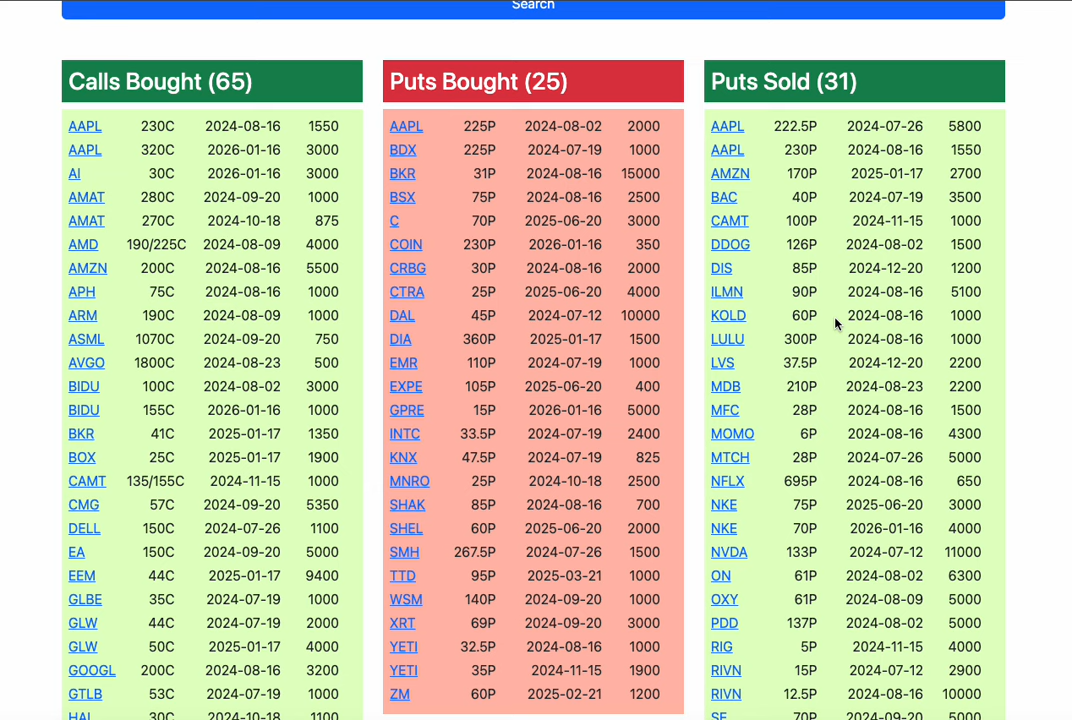 Search
Calls Bought (65)
AAPL 230C 2024-08-16 1550
AAPL 320C 2026-01-16 3000
AI 30C 2026-01-16 3000
AMAT 280C 2024-09-20 1000
AMAT 270C 2024-10-18 875
AMD 190/225C 2024-08-09 4000
AMZN 200C 2024-08-16 5500
APH 75C 2024-08-16 1000
ARM 190C 2024-08-09 1000
ASML 1070C 2024-09-20 750
AVGO 1800C 2024-08-23 500
BIDU 100C 2024-08-02 3000
BIDU 155C 2026-01-16 1000
BKR 41C 2025-01-17 1350
BOX 25C 2025-01-17 1900
CAMT 135/155C 2024-11-15 1000
CMG 57C 2024-09-20 5350
DELL 150C 2024-07-26 1100
EA 150C 2024-09-20 5000
EEM 44C 2025-01-17 9400
GLBE 35C 2024-07-19 1000
GLW 44C 2024-07-19 2000
GLW 50C 2025-01-17 4000
GOOGL 200C 2024-08-16 3200
GTLB 53C 2024-07-19 1000
HAL 30C 2024-10-18 1100
Puts Bought (25)
AAPL 225P 2024-08-02 2000
BDX 225P 2024-07-19 1000
BKR 31P 2024-08-16 15000
BSX 75P 2024-08-16 2500
C 70P 2025-06-20 3000
COIN 230P 2026-01-16 350
CRBG 30P 2024-08-16 2000
CTRA 25P 2025-06-20 4000
DAL 45P 2024-07-12 10000
DIA 360P 2025-01-17 1500
EMR 110P 2024-07-19 1000
EXPE 105P 2025-06-20 400
GPRE 15P 2026-01-16 5000
INTC 33.5P 2024-07-19 2400
KNX 47.5P 2024-07-19 825
MNRO 25P 2024-10-18 2500
SHAK 85P 2024-08-16 700
SHEL 60P 2025-06-20 2000
SMH 267.5P 2024-07-26 1500
TTD 95P 2025-03-21 1000
WSM 140P 2024-09-20 1000
XRT 69P 2024-09-20 3000
YETI 32.5P 2024-08-16 1000
YETI 35P 2024-11-15 1900
ZM 60P 2025-02-21 1200
Puts Sold (31)
AAPL 222.5P 2024-07-26 5800
AAPL 230P 2024-08-16 1550
AMZN 170P 2025-01-17 2700
BAC 40P 2024-07-19 3500
CAMT 100P 2024-11-15 1000
DDOG 126P 2024-08-02 1500
DIS 85P 2024-12-20 1200
ILMN 90P 2024-08-16 5100
KOLD 60P 2024-08-16 1000
LULU 300P 2024-08-16 1000
LVS 37.5P 2024-12-20 2200
MDB 210P 2024-08-23 2200
MFC 28P 2024-08-16 1500
MOMO 6P 2024-08-16 4300
MTCH 28P 2024-07-26 5000
NFLX 695P 2024-08-16 650
NKE 75P 2025-06-20 3000
NKE 70P 2026-01-16 4000
NVDA 133P 2024-07-12 11000
ON 61P 2024-08-02 6300
OXY 61P 2024-08-09 5000
PDD 137P 2024-08-02 5000
RIG 5P 2024-11-15 4000
RIVN 15P 2024-07-12 2900
RIVN 12.5P 2024-08-16 10000
SE 70P 2024-09-20 5000